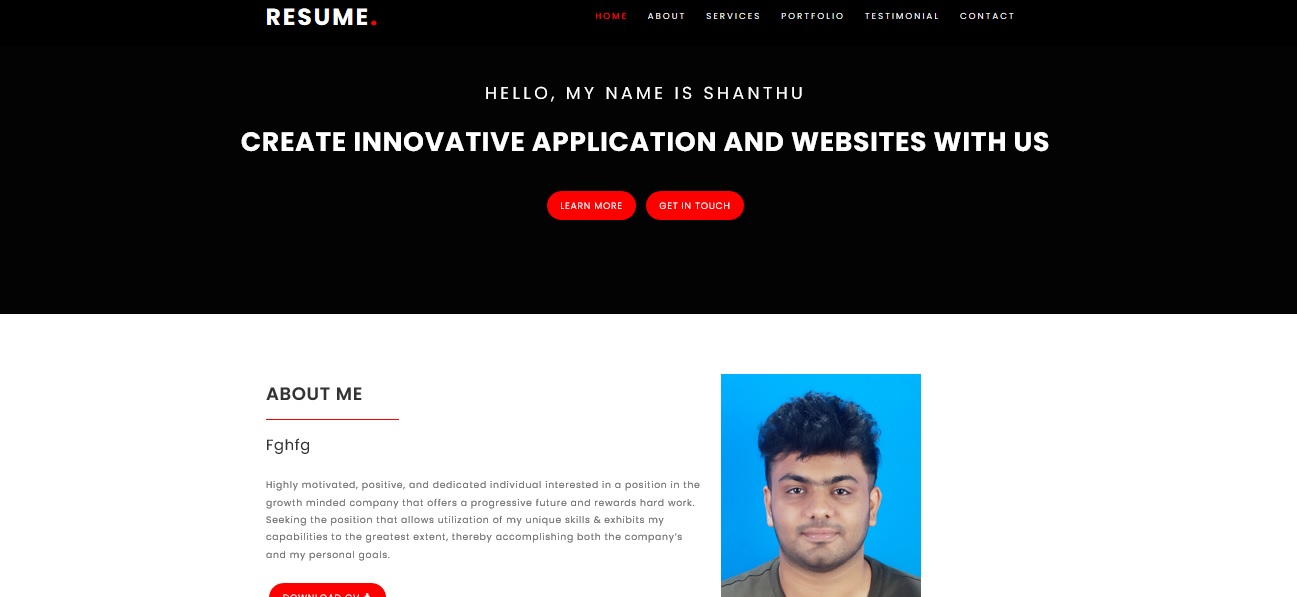 RESUME.
HOME ABOUT SERVICES PORTFOLIO TESTIMONIAL CONTACT
HELLO, MY NAME IS SHANTHU
CREATE INNOVATIVE APPLICATION AND WEBSITES WITH US
LEARN MORE
GET IN TOUCH
ABOUT ME
Fghfg
Highly motivated, positive, and dedicated individual interested in a position in the
growth minded company that offers a progressive future and rewards hard work.
Seeking the position that allows utilization of my unique skills & exhibits my
capabilities to the greatest extent, thereby accomplishing both the company's
and my personal goals.
DOWNLOAD CV